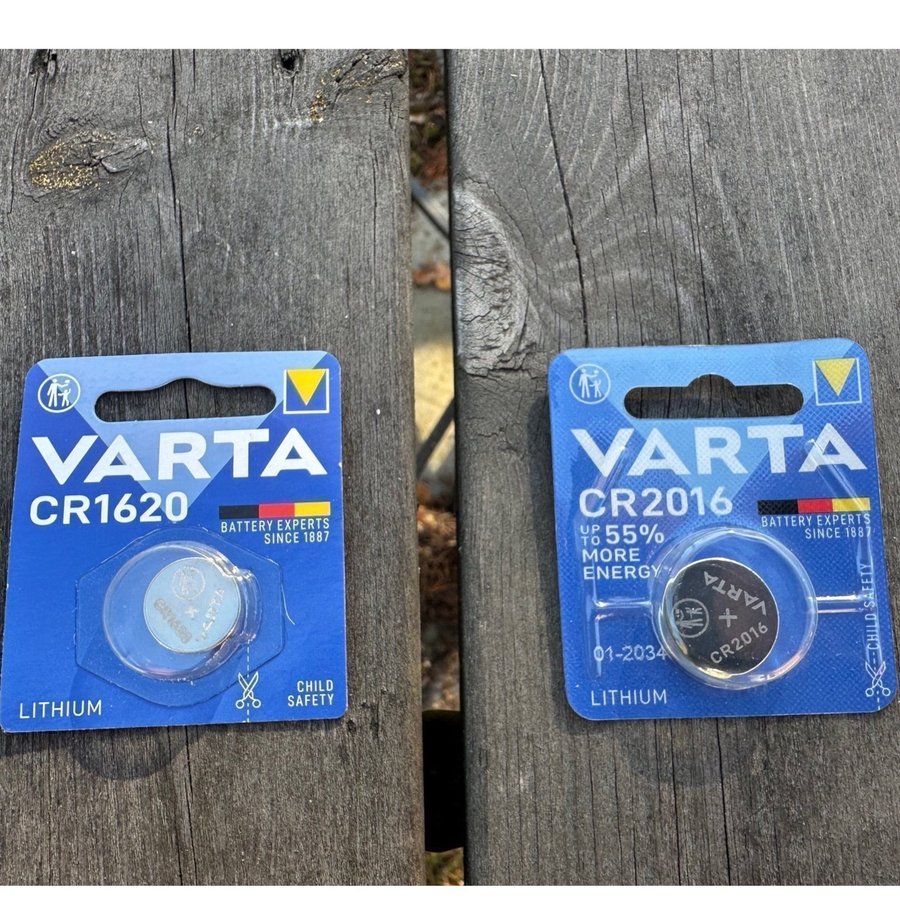 VARTA
CR1620
BATTERY EXPERTS
SINCE 1887
VARTA
+
LITHIUM
CHILD
SAFETY
VARTA
CR2016
BATTERY EXPERTS
SINCE 1887
UP TO 55%
MORE
ENERGY
VARTA
+
CR2016
01-2034
LITHIUM
CHILD SAFETY